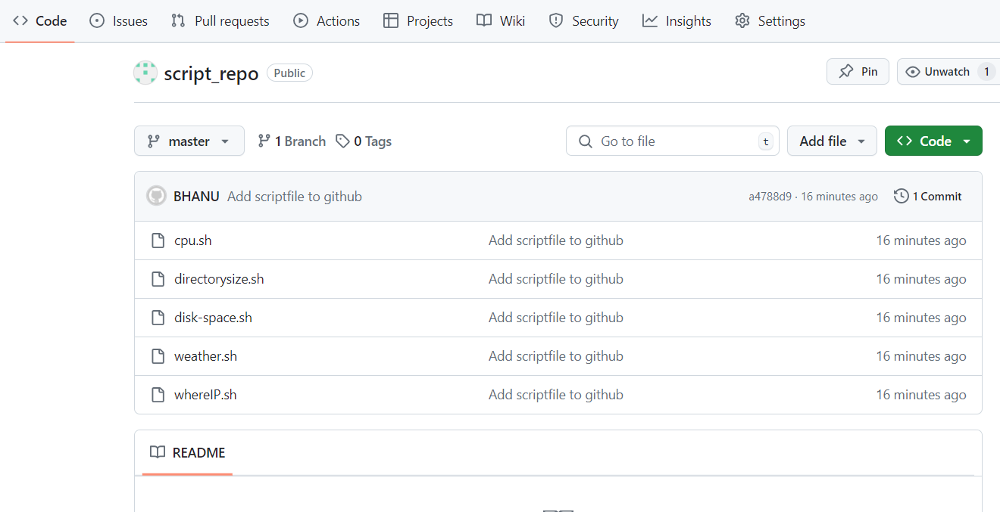 Code Issues Pull requests Actions Projects Wiki Security Insights Settings
script_repo Public Pin Unwatch 1
master 1 Branch 0 Tags Go to file t Add file Code
BHANU Add scriptfile to github a4788d9 · 16 minutes ago 1 Commit
cpu.sh Add scriptfile to github 16 minutes ago
directorysize.sh Add scriptfile to github 16 minutes ago
disk-space.sh Add scriptfile to github 16 minutes ago
weather.sh Add scriptfile to github 16 minutes ago
whereIP.sh Add scriptfile to github 16 minutes ago
README